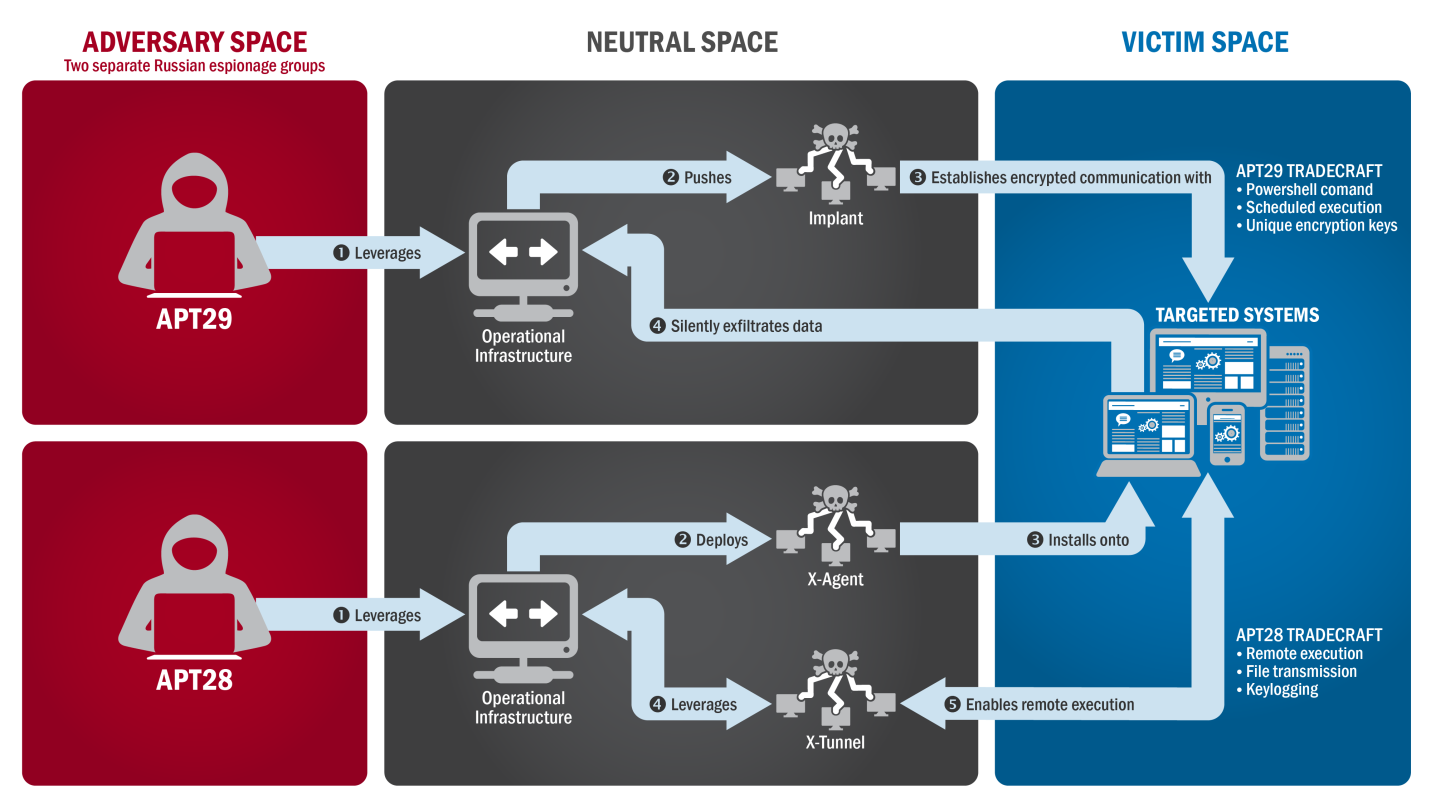 ADVERSARY SPACE
Two separate Russian espionage groups
NEUTRAL SPACE
VICTIM SPACE
APT29
❶ Leverages
Operational
Infrastructure
❷ Pushes
Implant
❸ Establishes encrypted communication with
❹ Silently exfiltrates data
APT29 TRADECRAFT
• Powershell comand
• Scheduled execution
• Unique encryption keys
TARGETED SYSTEMS
APT28
❶ Leverages
Operational
Infrastructure
❷ Deploys
X-Agent
❸ Installs onto
❹ Leverages
X-Tunnel
❺ Enables remote execution
APT28 TRADECRAFT
• Remote execution
• File transmission
• Keylogging